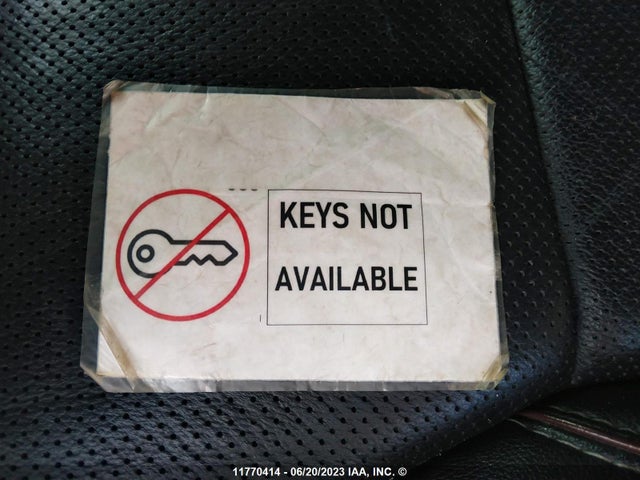 KEYS NOT
AVAILABLE
11770414 - 06/20/2023 IAA, INC. ©